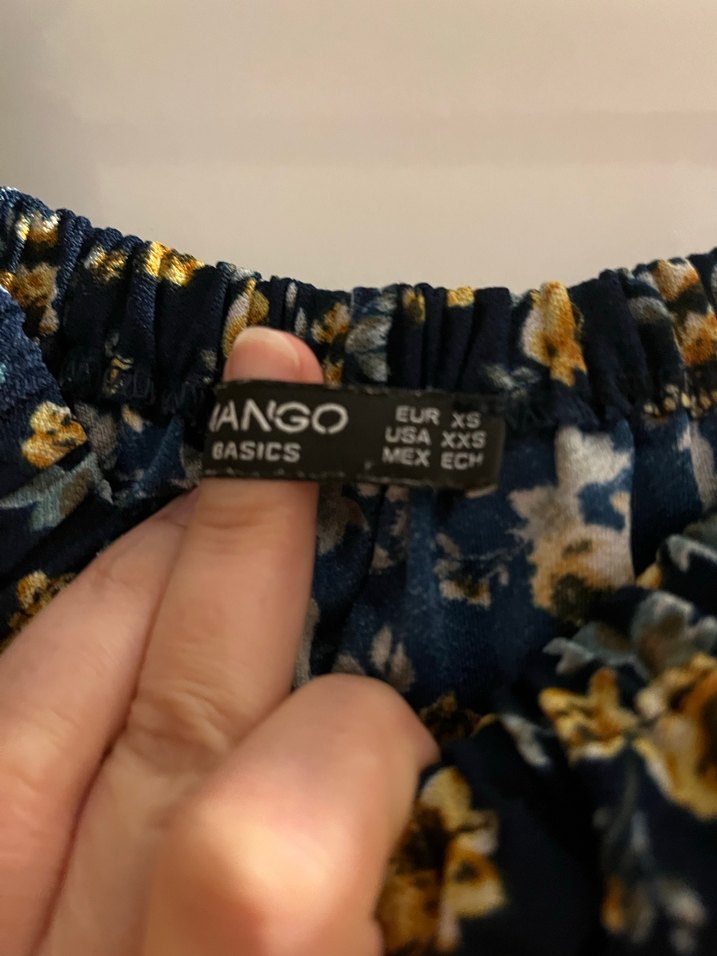 MANGO
BASICS
EUR XS
USA XXS
MEX ECH